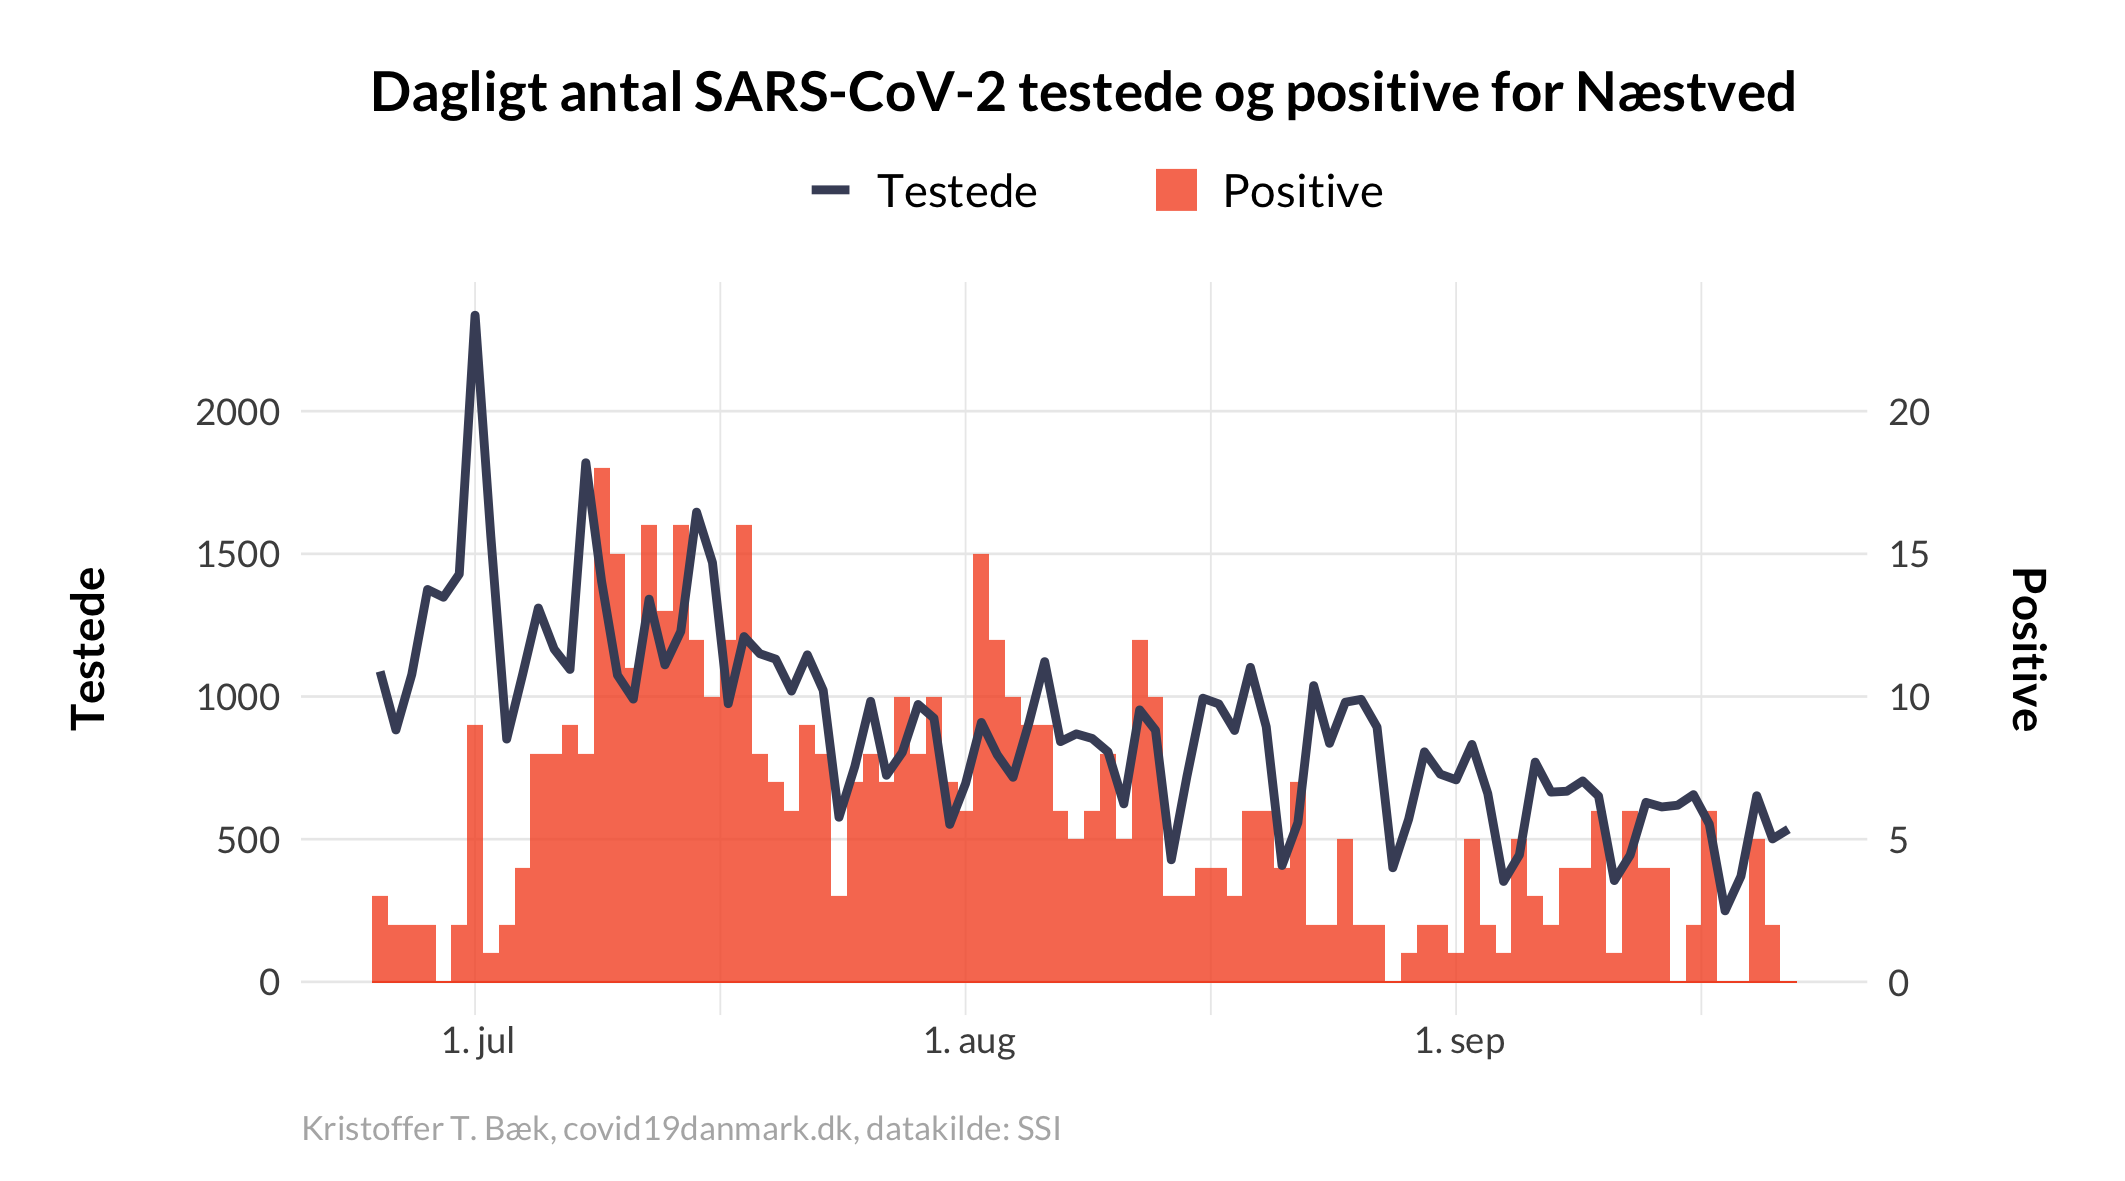 Dagligt antal SARS-CoV-2 testede og positive for Næstved
Testede
Positive
2000
1500
1000
500
0
Testede
20
15
10
5
0
Positive
1. jul
1. aug
1. sep
Kristoffer T. Bæk, covid19danmark.dk, datakilde: SSI